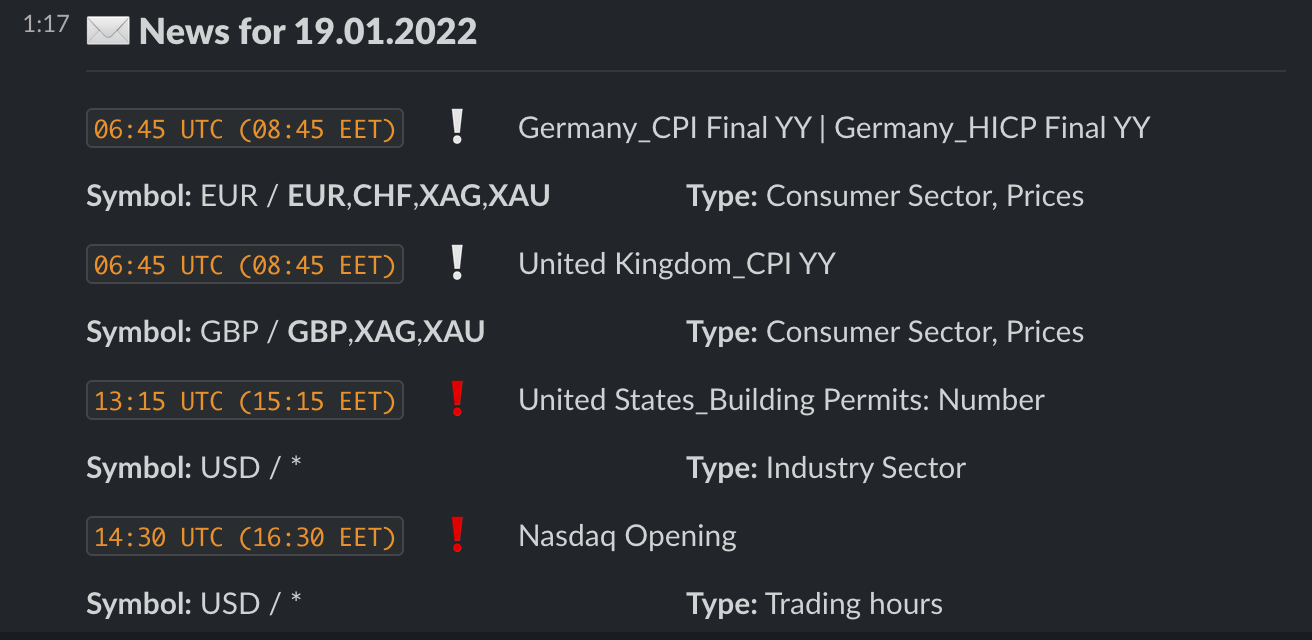 1:17 News for 19.01.2022
06:45 UTC (08:45 EET) Germany_CPI Final YY | Germany_HICP Final YY
Symbol: EUR / EUR,CHF,XAG,XAU Type: Consumer Sector, Prices
06:45 UTC (08:45 EET) United Kingdom_CPI YY
Symbol: GBP / GBP,XAG,XAU Type: Consumer Sector, Prices
13:15 UTC (15:15 EET) United States_Building Permits: Number
Symbol: USD / * Type: Industry Sector
14:30 UTC (16:30 EET) Nasdaq Opening
Symbol: USD / * Type: Trading hours